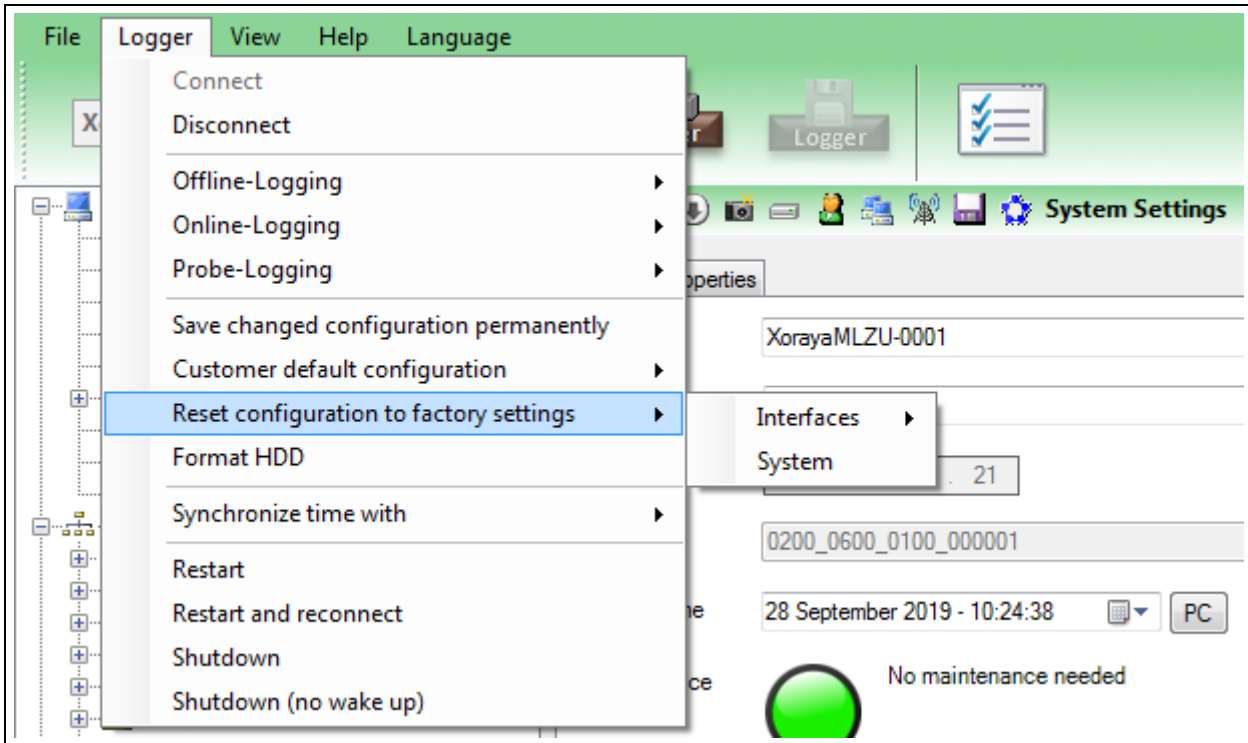 File Logger View Help Language
Connect
Disconnect
Offline-Logging
Online-Logging
Probe-Logging
Save changed configuration permanently
Customer default configuration
Reset configuration to factory settings
Format HDD
Synchronize time with
Restart
Restart and reconnect
Shutdown
Shutdown (no wake up)
Interfaces
System
Logger
System Settings
XorayaMLZU-0001
. 21
0200_0600_0100_000001
28 September 2019 - 10:24:38
PC
No maintenance needed